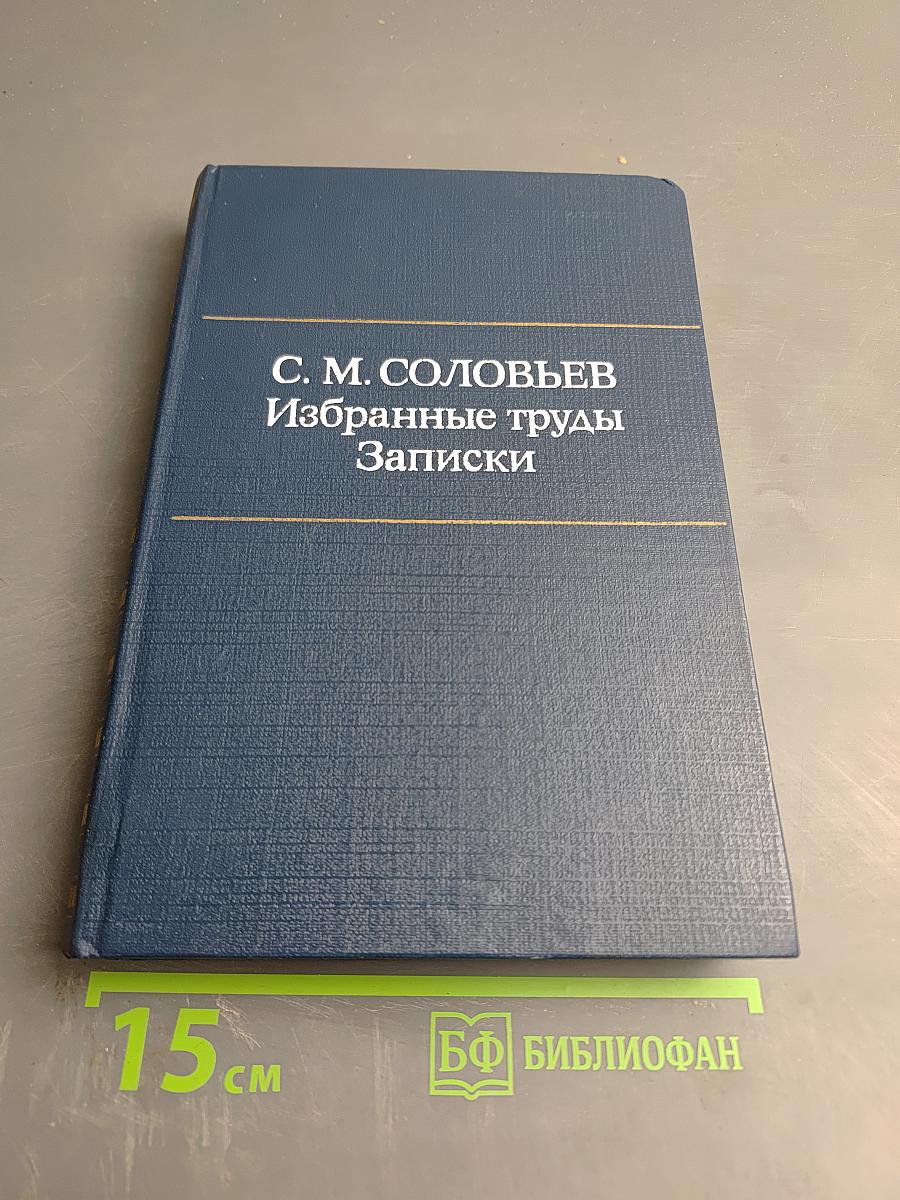 С. М. СОЛОВЬЕВ
Избранные труды
Записки
15 см
БФ БИБЛИОФАН